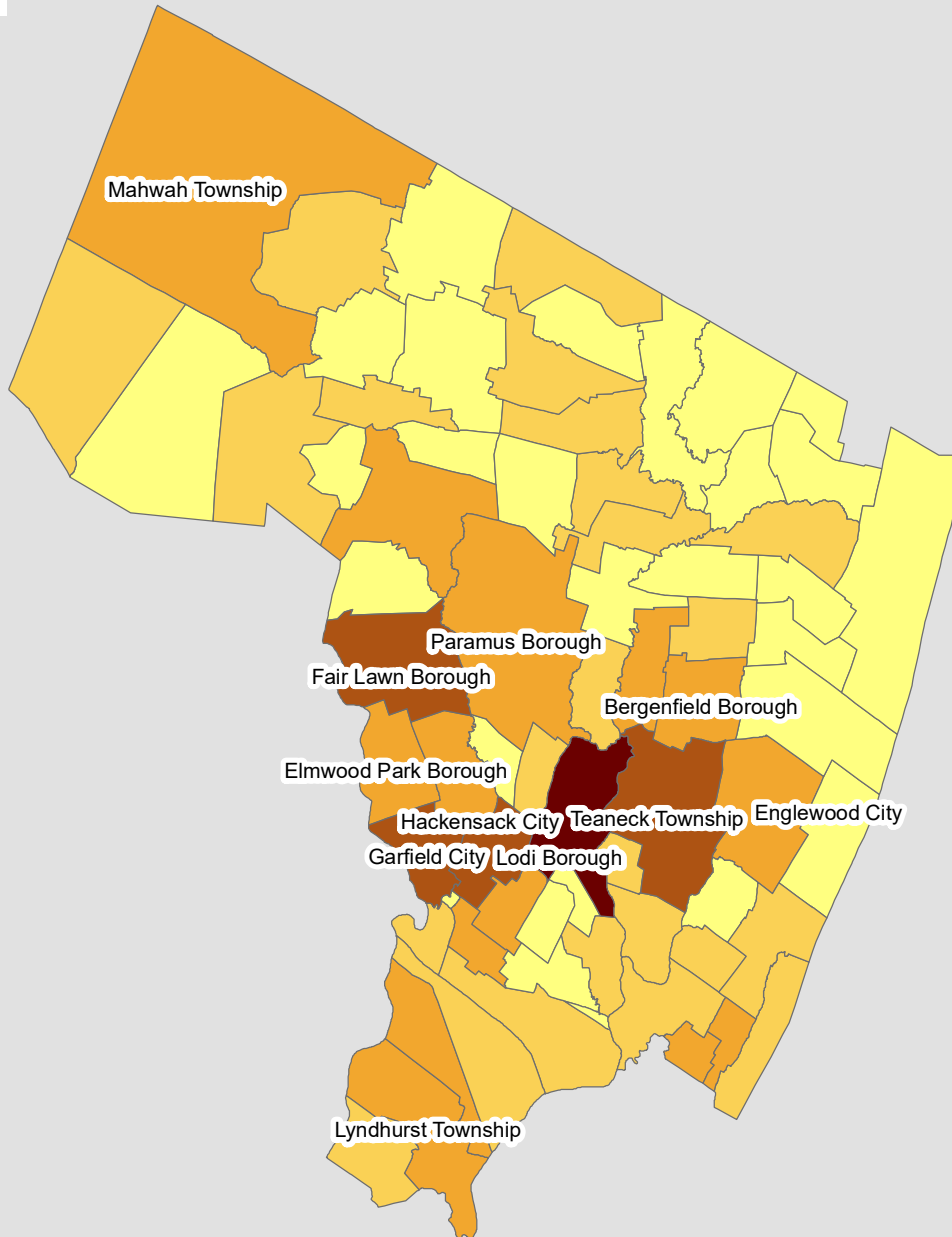 Mahwah Township
Paramus Borough
Fair Lawn Borough
Bergenfield Borough
Elmwood Park Borough
Hackensack City
Teaneck Township
Englewood City
Garfield City
Lodi Borough
Lyndhurst Township